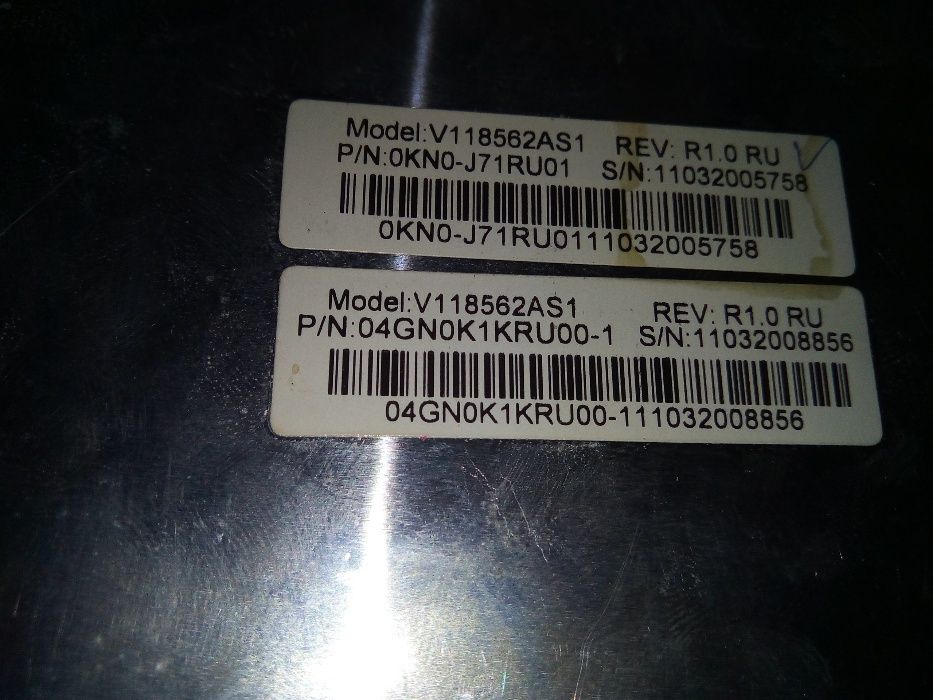 Model:V118562AS1 REV: R1.0 RU
P/N:0KN0-J71RU01 S/N:11032005758
0KN0-J71RU0111032005758
Model:V118562AS1 REV: R1.0 RU
P/N:04GN0K1KRU00-1 S/N:11032008856
04GN0K1KRU00-111032008856